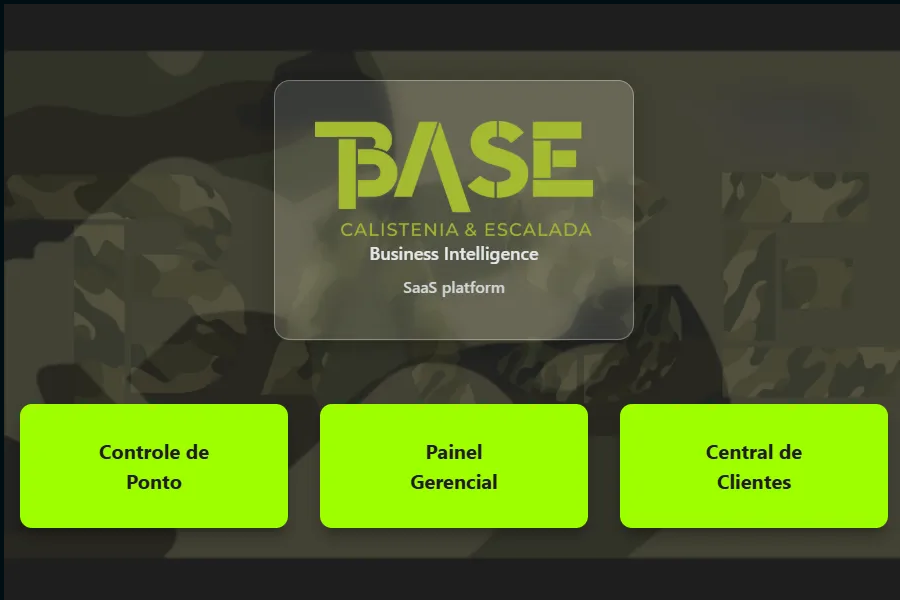 BASE
CALISTENIA & ESCALADA
Business Intelligence
SaaS platform
Controle de
Ponto
Painel
Gerencial
Central de
Clientes